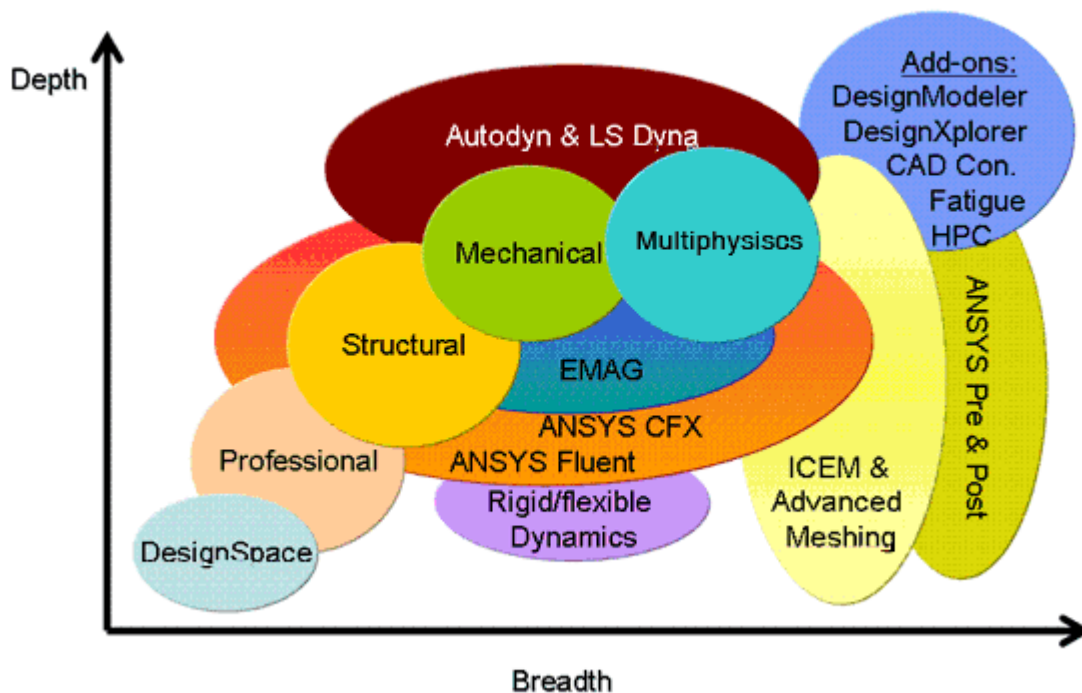 Depth
Add-ons:
DesignModeler
DesignXplorer
CAD Con.
Fatigue
HPC
Autodyn & LS Dyna
Mechanical
Multiphysiscs
Structural
EMAG
ANSYS CFX
ANSYS Fluent
Professional
Rigid/flexible
Dynamics
DesignSpace
ICEM &
Advanced
Meshing
ANSYS Pre & Post
Breadth